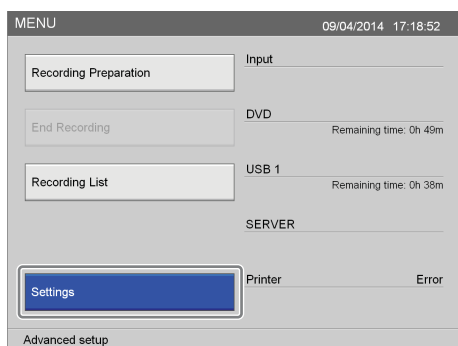 MENU 09/04/2014 17:18:52
Recording Preparation
Input
End Recording
DVD
Remaining time: 0h 49m
Recording List
USB 1
Remaining time: 0h 38m
SERVER
Settings
Printer Error
Advanced setup